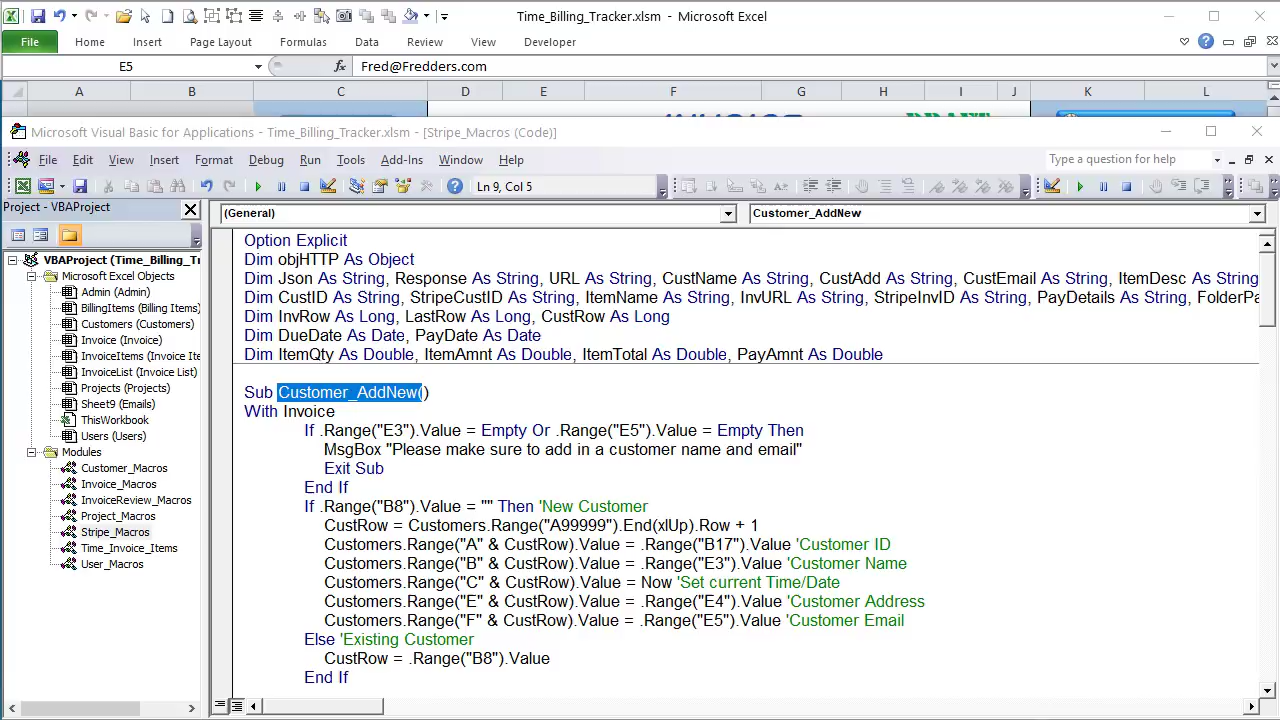 Time_Billing_Tracker.xlsm - Microsoft Excel
File Home Insert Page Layout Formulas Data Review View Developer
E5 fx Fred@Fredders.com
A B C D E F G H I J K L
INVOICE DRAFT
Microsoft Visual Basic for Applications - Time_Billing_Tracker.xlsm - [Stripe_Macros (Code)]
File Edit View Insert Format Debug Run Tools Add-Ins Window Help Type a question for help
Ln 9, Col 5
Project - VBAProject
(General) Customer_AddNew
VBAProject (Time_Billing_Tr
Microsoft Excel Objects
Admin (Admin)
BillingItems (Billing Items)
Customers (Customers)
Invoice (Invoice)
InvoiceItems (Invoice Ite
InvoiceList (Invoice List)
Projects (Projects)
Sheet9 (Emails)
ThisWorkbook
Users (Users)
Modules
Customer_Macros
Invoice_Macros
InvoiceReview_Macros
Project_Macros
Stripe_Macros
Time_Invoice_Items
User_Macros
Option Explicit
Dim objHTTP As Object
Dim Json As String, Response As String, URL As String, CustName As String, CustAdd As String, CustEmail As String, ItemDesc As String
Dim CustID As String, StripeCustID As String, ItemName As String, InvURL As String, StripeInvID As String, PayDetails As String, FolderPa
Dim InvRow As Long, LastRow As Long, CustRow As Long
Dim DueDate As Date, PayDate As Date
Dim ItemQty As Double, ItemAmnt As Double, ItemTotal As Double, PayAmnt As Double
Sub Customer_AddNew()
With Invoice
If .Range("E3").Value = Empty Or .Range("E5").Value = Empty Then
MsgBox "Please make sure to add in a customer name and email"
Exit Sub
End If
If .Range("B8").Value = "" Then 'New Customer
CustRow = Customers.Range("A99999").End(xlUp).Row + 1
Customers.Range("A" & CustRow).Value = .Range("B17").Value 'Customer ID
Customers.Range("B" & CustRow).Value = .Range("E3").Value 'Customer Name
Customers.Range("C" & CustRow).Value = Now 'Set current Time/Date
Customers.Range("E" & CustRow).Value = .Range("E4").Value 'Customer Address
Customers.Range("F" & CustRow).Value = .Range("E5").Value 'Customer Email
Else 'Existing Customer
CustRow = .Range("B8").Value
End If